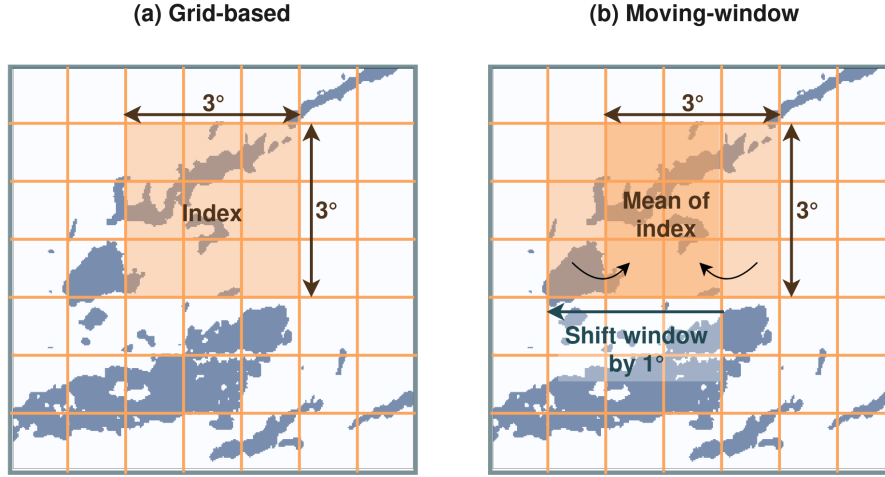 (a) Grid-based
(b) Moving-window
3°
3°
Index
3°
3°
Mean of
index
Shift window
by 1°